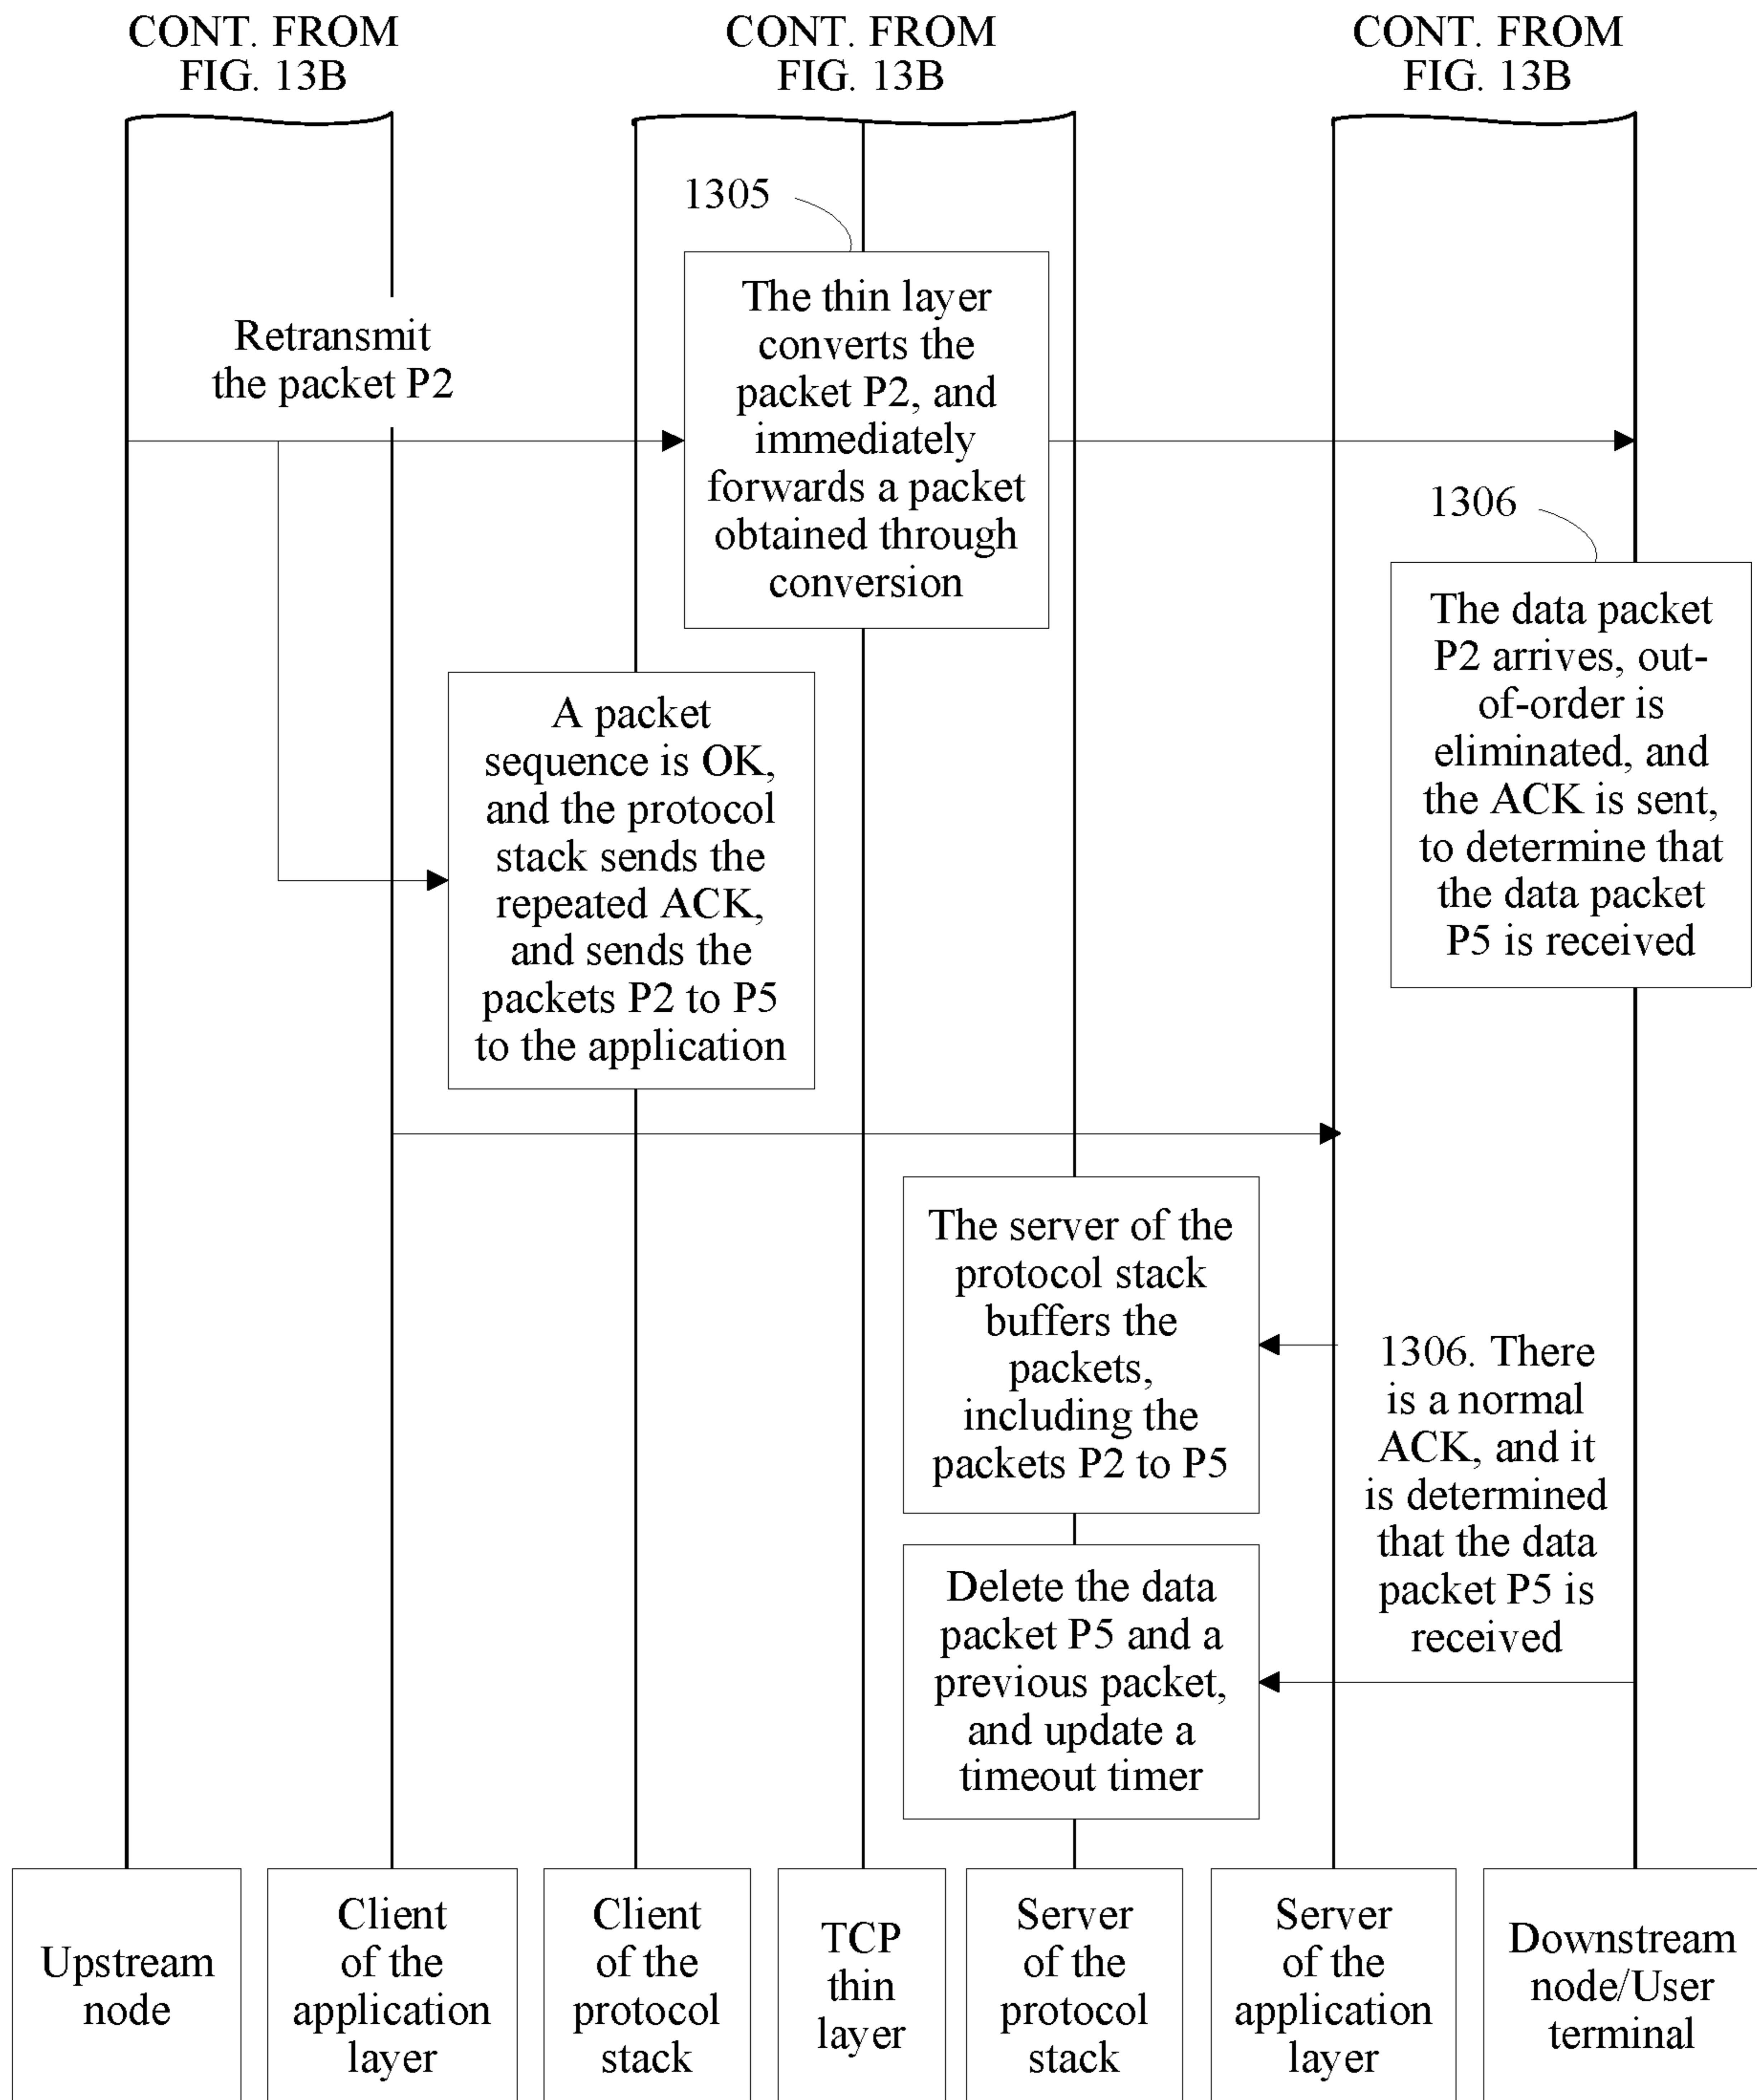 CONT. FROM
FIG. 13B
CONT. FROM
FIG. 13B
CONT. FROM
FIG. 13B
1305
The thin layer
converts the
packet P2, and
immediately
forwards a packet
obtained through
conversion
Retransmit
the packet P2
1306
The data packet
P2 arrives, out-
of-order is
eliminated, and
the ACK is sent,
to determine that
the data packet
P5 is received
A packet
sequence is OK,
and the protocol
stack sends the
repeated ACK,
and sends the
packets P2 to P5
to the application
The server of the
protocol stack
buffers the
packets,
including the
packets P2 to P5
1306. There
is a normal
ACK, and it
is determined
that the data
packet P5 is
received
Delete the data
packet P5 and a
previous packet,
and update a
timeout timer
Upstream
node
Client
of the
application
layer
Client
of the
protocol
stack
TCP
thin
layer
Server
of the
protocol
stack
Server
of the
application
layer
Downstream
node/User
terminal